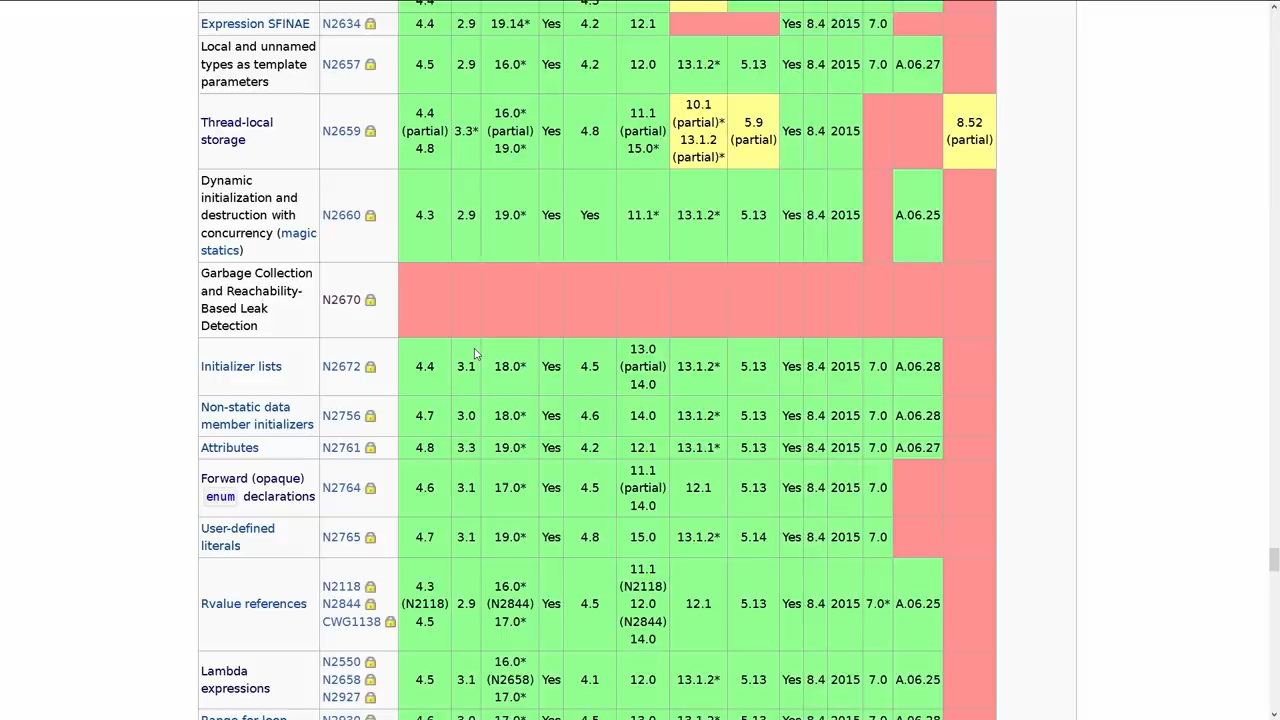 Expression SFINAE N2634 4.4 2.9 19.14* Yes 4.2 12.1 Yes 8.4 2015 7.0
Local and unnamed
types as template
parameters
N2657 4.5 2.9 16.0* Yes 4.2 12.0 13.1.2* 5.13 Yes 8.4 2015 7.0 A.06.27
Thread-local
storage
N2659
4.4
(partial)
4.8
3.3*
16.0*
(partial)
19.0*
Yes 4.8
11.1
(partial)
15.0*
10.1
(partial)*
13.1.2
(partial)*
5.9
(partial)
Yes 8.4 2015
8.52
(partial)
Dynamic
initialization and
destruction with
concurrency (magic
statics)
N2660 4.3 2.9 19.0* Yes Yes 11.1* 13.1.2* 5.13 Yes 8.4 2015 A.06.25
Garbage Collection
and Reachability-
Based Leak
Detection
N2670
Initializer lists N2672 4.4 3.1 18.0* Yes 4.5
13.0
(partial)
14.0
13.1.2* 5.13 Yes 8.4 2015 7.0 A.06.28
Non-static data
member initializers
N2756 4.7 3.0 18.0* Yes 4.6 14.0 13.1.2* 5.13 Yes 8.4 2015 7.0 A.06.28
Attributes N2761 4.8 3.3 19.0* Yes 4.2 12.1 13.1.1* 5.13 Yes 8.4 2015 7.0 A.06.27
Forward (opaque)
enum declarations
N2764 4.6 3.1 17.0* Yes 4.5
11.1
(partial)
14.0
12.1 5.13 Yes 8.4 2015 7.0
User-defined
literals
N2765 4.7 3.1 19.0* Yes 4.8 15.0 13.1.2* 5.14 Yes 8.4 2015 7.0
Rvalue references
N2118
N2844
CWG1138
4.3
(N2118)
4.5
2.9
16.0*
(N2844)
17.0*
Yes 4.5
11.1
(N2118)
12.0
(N2844)
14.0
12.1 5.13 Yes 8.4 2015 7.0* A.06.25
Lambda
expressions
N2550
N2658
N2927
4.5 3.1
16.0*
(N2658)
17.0*
Yes 4.1 12.0 13.1.2* 5.13 Yes 8.4 2015 7.0 A.06.25